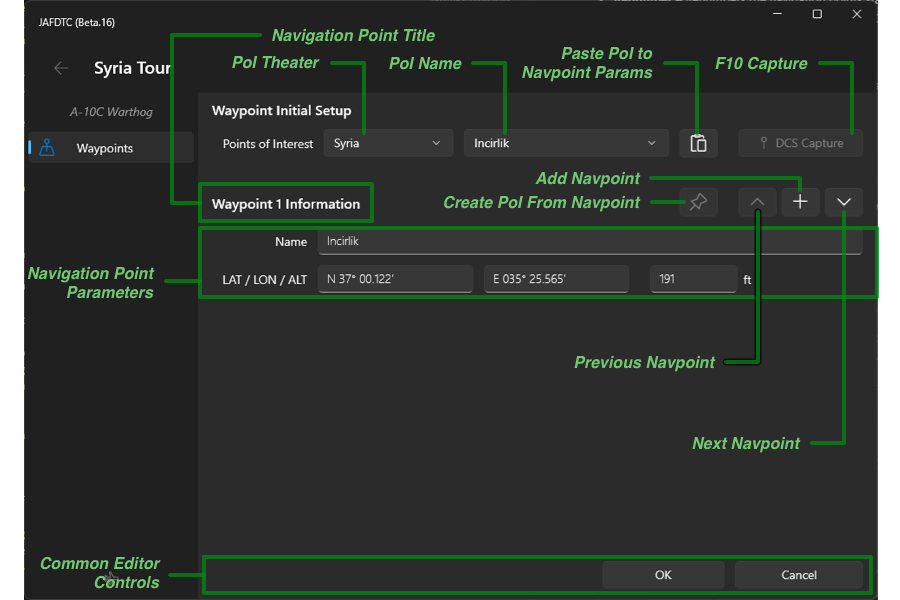 JAFDTC (Beta.16)
Navigation Point Title
Syria Tour
PoI Theater
PoI Name
Paste PoI to
Navpoint Params
F10 Capture
A-10C Warthog
Waypoint Initial Setup
Waypoints
Points of Interest
Syria
Incirlik
DCS Capture
Add Navpoint
Create PoI From Navpoint
Waypoint 1 Information
Name
Incirlik
Navigation Point
Parameters
LAT / LON / ALT
N 37° 00.122’
E 035° 25.565’
191
ft
Previous Navpoint
Next Navpoint
Common Editor
Controls
OK
Cancel